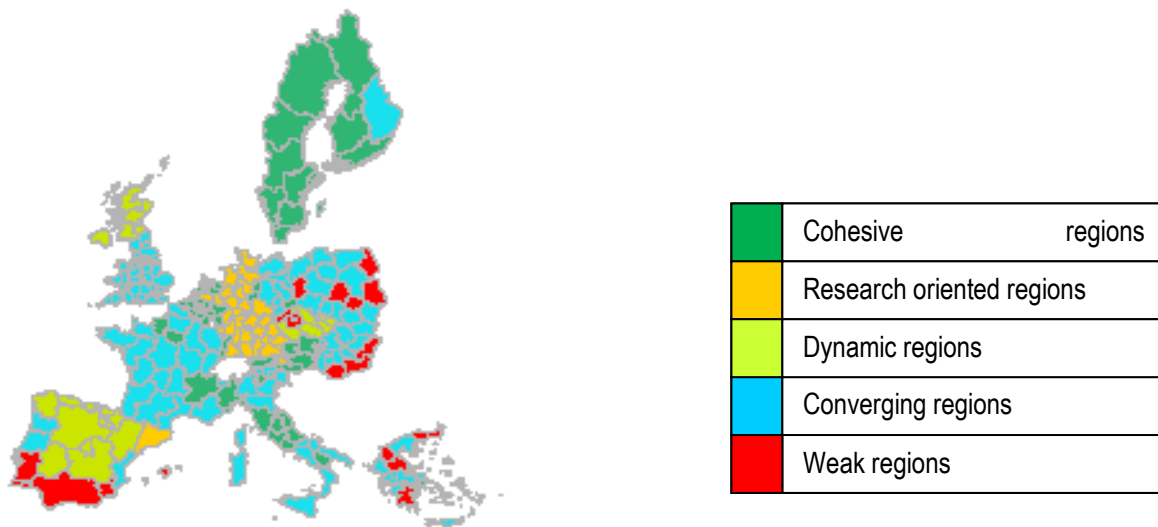 Cohesive regions
Research oriented regions
Dynamic regions
Converging regions
Weak regions